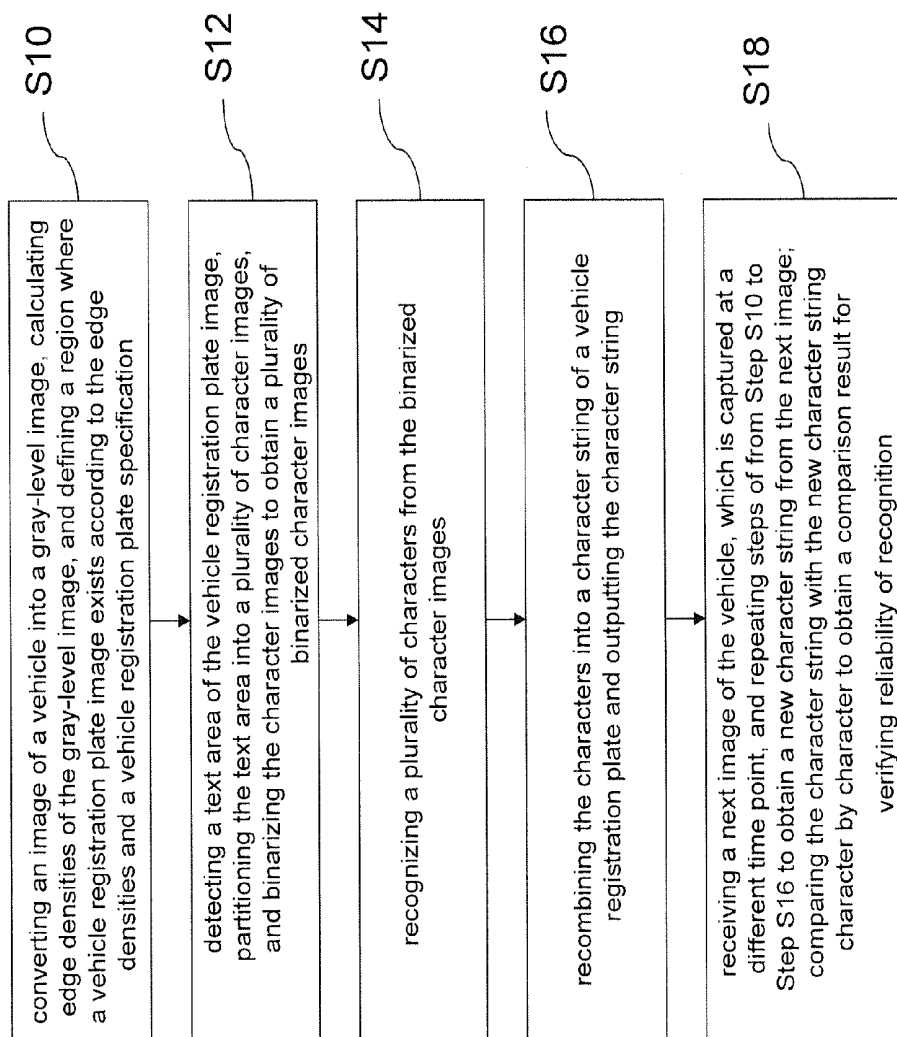 converting an image of a vehicle into a gray-level image, calculating
edge densities of the gray-level image, and defining a region where
a vehicle registration plate image exists according to the edge
densities and a vehicle registration plate specification
S10
detecting a text area of the vehicle registration plate image,
partitioning the text area into a plurality of character images,
and binarizing the character images to obtain a plurality of
binarized character images
S12
recognizing a plurality of characters from the binarized
character images
S14
recombining the characters into a character string of a vehicle
registration plate and outputting the character string
S16
receiving a next image of the vehicle, which is captured at a
different time point, and repeating steps of from Step S10 to
Step S16 to obtain a new character string from the next image;
comparing the character string with the new character string
character by character to obtain a comparison result for
verifying reliability of recognition
S18